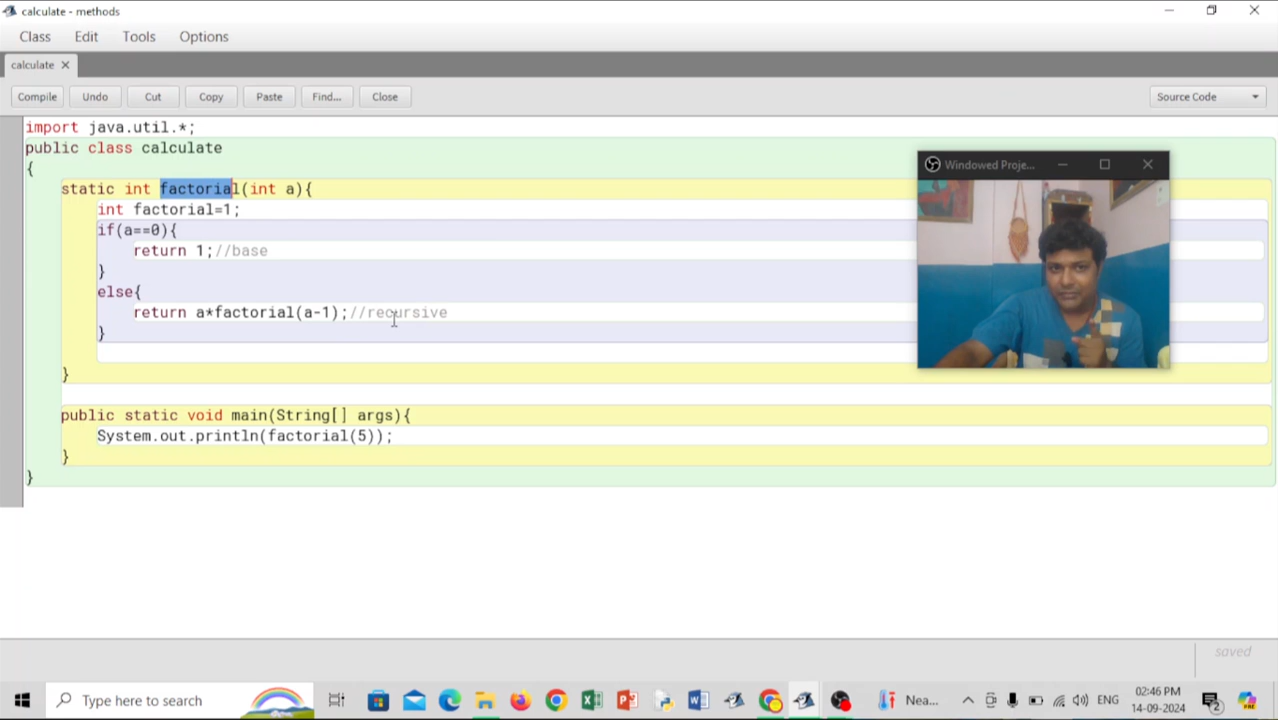 calculate - methods
Class Edit Tools Options
calculate
Compile Undo Cut Copy Paste Find... Close Source Code
import java.util.*;
public class calculate
{
static int factorial(int a){
int factorial=1;
if(a==0){
return 1;//base
}
else{
return a*factorial(a-1);//recursive
}
}
public static void main(String[] args){
System.out.println(factorial(5));
}
}
Windowed Proje...
saved
Type here to search
Nea...
ENG
02:46 PM
14-09-2024
2
PRE